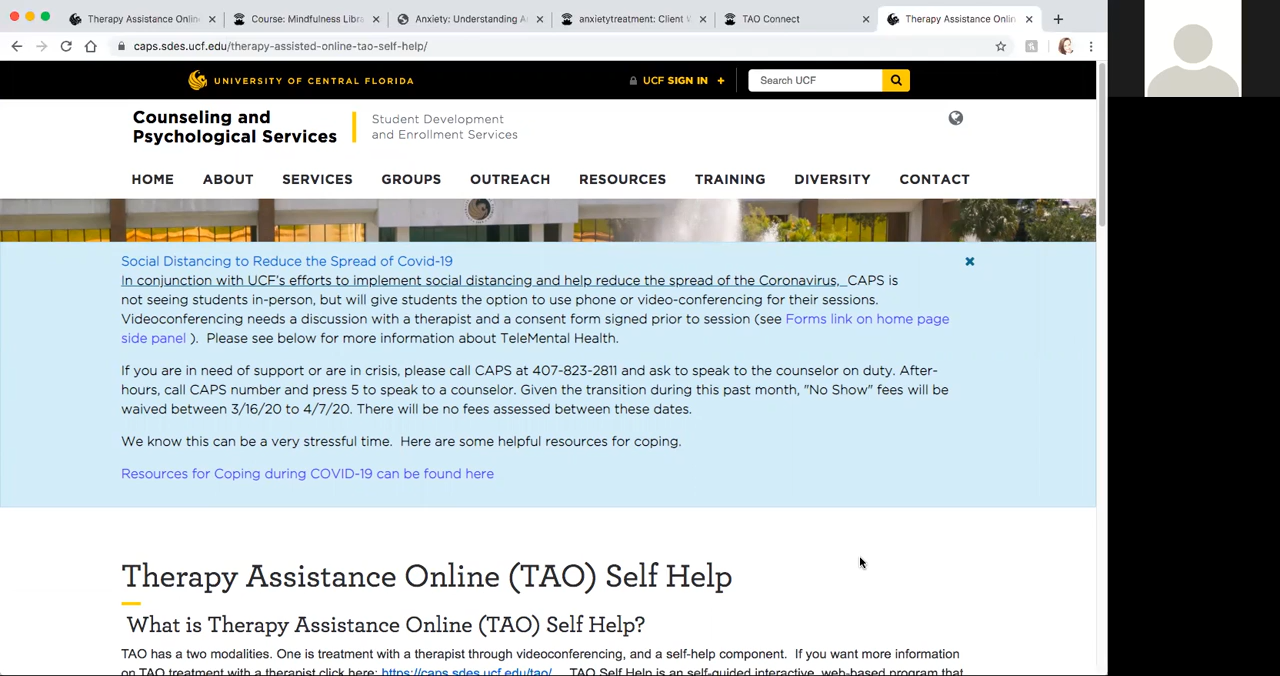 Therapy Assistance Onlin
Course: Mindfulness Libra
Anxiety: Understanding A
anxietytreatment: Client W
TAO Connect
Therapy Assistance Onlin
caps.sdes.ucf.edu/therapy-assisted-online-tao-self-help/
UNIVERSITY OF CENTRAL FLORIDA
UCF SIGN IN +
Search UCF
Counseling and
Psychological Services
Student Development
and Enrollment Services
HOME ABOUT SERVICES GROUPS OUTREACH RESOURCES TRAINING DIVERSITY CONTACT
Social Distancing to Reduce the Spread of Covid-19
In conjunction with UCF's efforts to implement social distancing and help reduce the spread of the Coronavirus, CAPS is
not seeing students in-person, but will give students the option to use phone or video-conferencing for their sessions.
Videoconferencing needs a discussion with a therapist and a consent form signed prior to session (see Forms link on home page
side panel ). Please see below for more information about TeleMental Health.
If you are in need of support or are in crisis, please call CAPS at 407-823-2811 and ask to speak to the counselor on duty. After-
hours, call CAPS number and press 5 to speak to a counselor. Given the transition during this past month, "No Show" fees will be
waived between 3/16/20 to 4/7/20. There will be no fees assessed between these dates.
We know this can be a very stressful time. Here are some helpful resources for coping.
Resources for Coping during COVID-19 can be found here
Therapy Assistance Online (TAO) Self Help
What is Therapy Assistance Online (TAO) Self Help?
TAO has a two modalities. One is treatment with a therapist through videoconferencing, and a self-help component. If you want more information
on TAO treatment with a therapist click here: https://caps.sdes.ucf.edu/tao/ TAO Self Help is an self-guided interactive, web-based program that